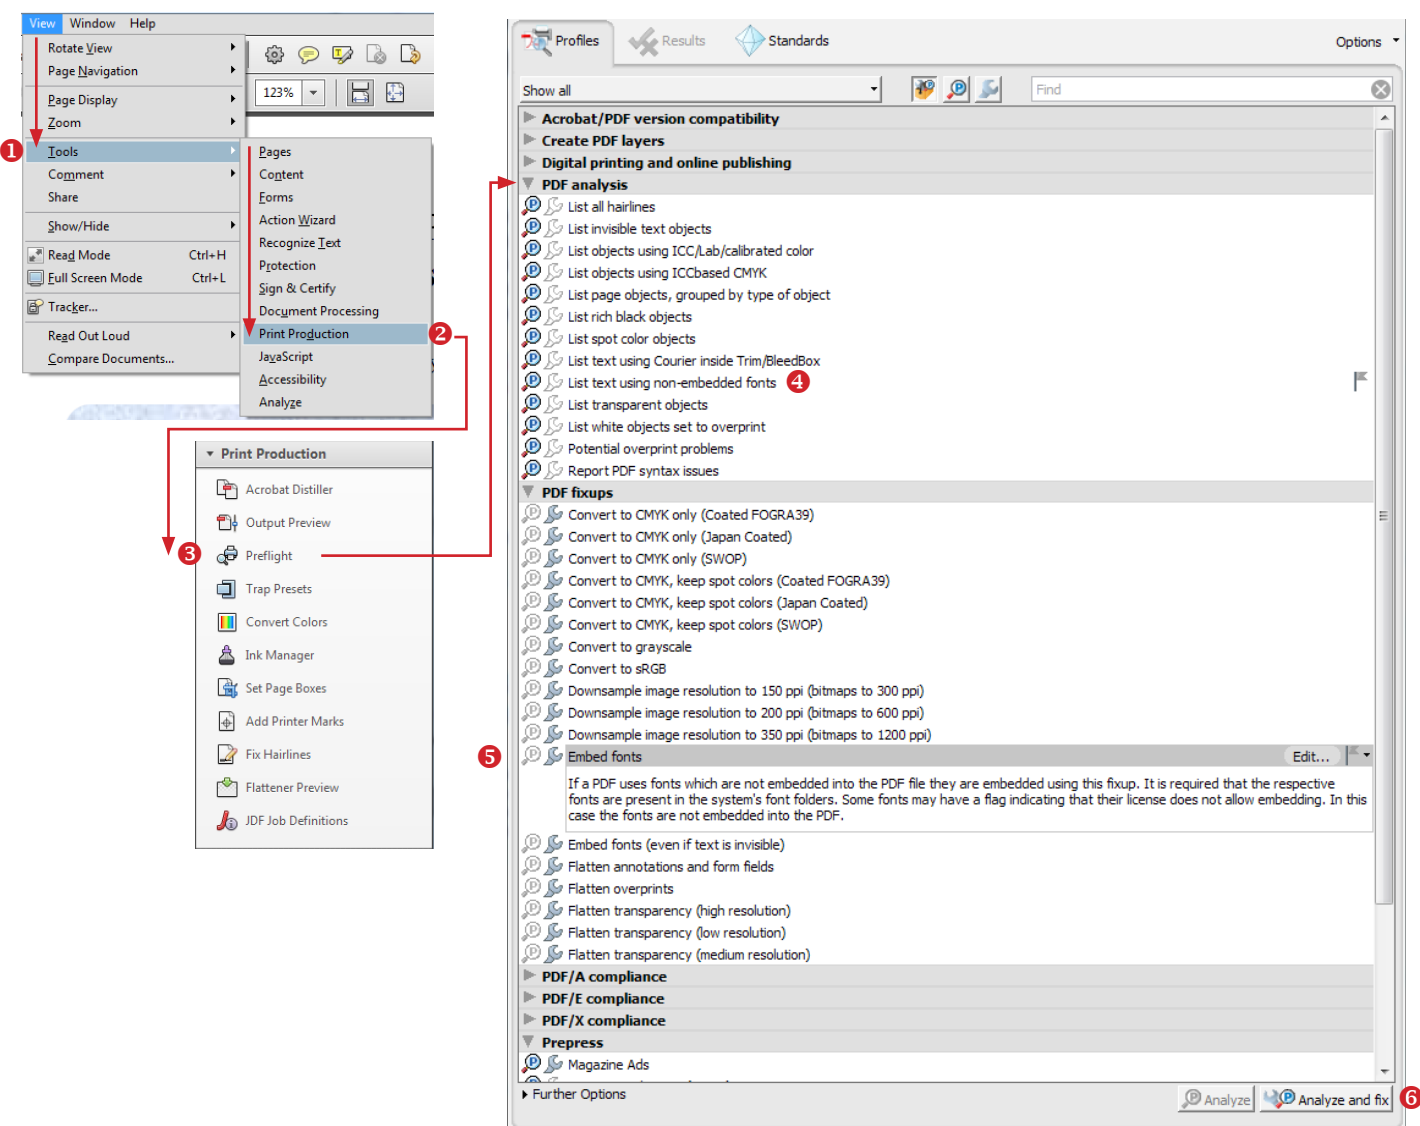 View Window Help
Rotate View
Page Navigation
Page Display
Zoom
123%
1
Tools
Comment
Share
Show/Hide
Read Mode Ctrl+H
Full Screen Mode Ctrl+L
Tracker...
Read Out Loud
Compare Documents...
Pages
Content
Forms
Action Wizard
Recognize Text
Protection
Sign & Certify
Document Processing
Print Production
2
JavaScript
Accessibility
Analyze
Print Production
Acrobat Distiller
Output Preview
3
Preflight
Trap Presets
Convert Colors
Ink Manager
Set Page Boxes
Add Printer Marks
Fix Hairlines
Flattener Preview
JDF Job Definitions
Profiles Results Standards Options
Show all Find
Acrobat/PDF version compatibility
Create PDF layers
Digital printing and online publishing
PDF analysis
List all hairlines
List invisible text objects
List objects using ICC/Lab/calibrated color
List objects using ICCbased CMYK
List page objects, grouped by type of object
List rich black objects
List spot color objects
List text using Courier inside Trim/BleedBox
List text using non-embedded fonts 4
List transparent objects
List white objects set to overprint
Potential overprint problems
Report PDF syntax issues
PDF fixups
Convert to CMYK only (Coated FOGRA39)
Convert to CMYK only (Japan Coated)
Convert to CMYK only (SWOP)
Convert to CMYK, keep spot colors (Coated FOGRA39)
Convert to CMYK, keep spot colors (Japan Coated)
Convert to CMYK, keep spot colors (SWOP)
Convert to grayscale
Convert to sRGB
Downsample image resolution to 150 ppi (bitmaps to 300 ppi)
Downsample image resolution to 200 ppi (bitmaps to 600 ppi)
Downsample image resolution to 350 ppi (bitmaps to 1200 ppi)
5 Embed fonts Edit...
If a PDF uses fonts which are not embedded into the PDF file they are embedded using this fixup. It is required that the respective
fonts are present in the system's font folders. Some fonts may have a flag indicating that their license does not allow embedding. In this
case the fonts are not embedded into the PDF.
Embed fonts (even if text is invisible)
Flatten annotations and form fields
Flatten overprints
Flatten transparency (high resolution)
Flatten transparency (low resolution)
Flatten transparency (medium resolution)
PDF/A compliance
PDF/E compliance
PDF/X compliance
Prepress
Magazine Ads
Further Options
Analyze Analyze and fix 6